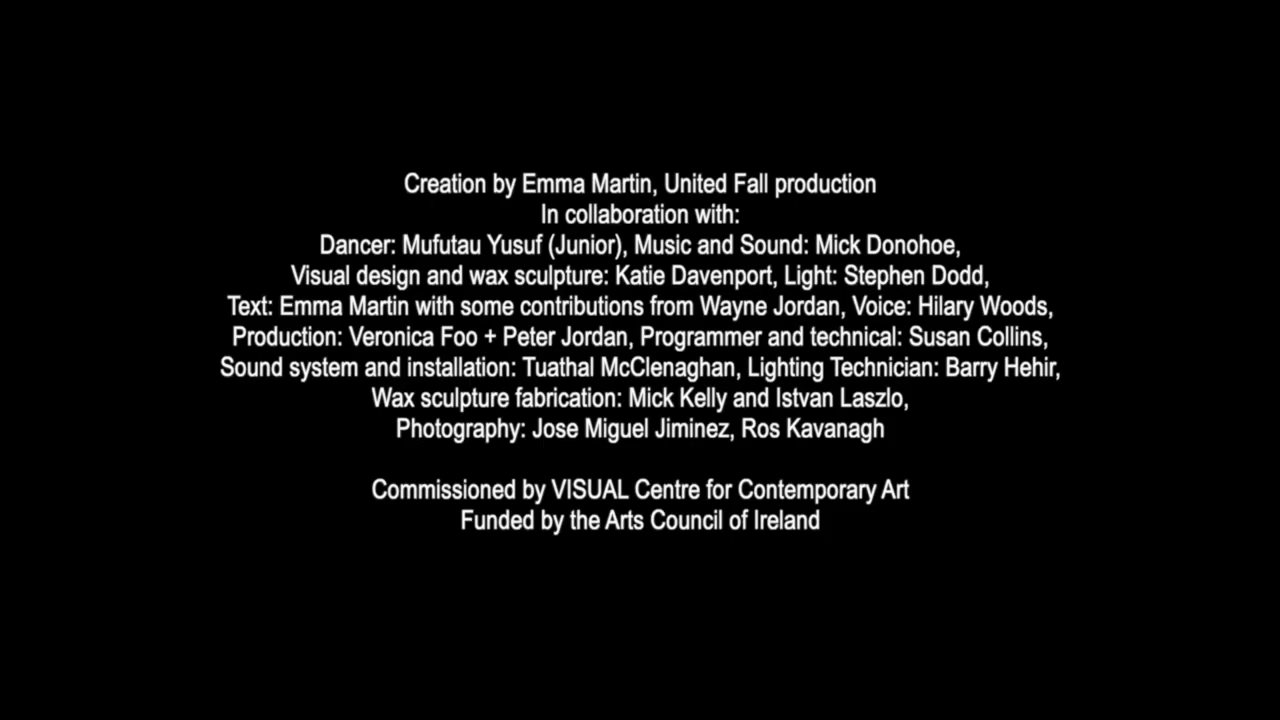 Creation by Emma Martin, United Fall production
In collaboration with:
Dancer: Mufutau Yusuf (Junior), Music and Sound: Mick Donohoe,
Visual design and wax sculpture: Katie Davenport, Light: Stephen Dodd,
Text: Emma Martin with some contributions from Wayne Jordan, Voice: Hilary Woods,
Production: Veronica Foo + Peter Jordan, Programmer and technical: Susan Collins,
Sound system and installation: Tuathal McClenaghan, Lighting Technician: Barry Hehir,
Wax sculpture fabrication: Mick Kelly and Istvan Laszlo,
Photography: Jose Miguel Jiminez, Ros Kavanagh
Commissioned by VISUAL Centre for Contemporary Art
Funded by the Arts Council of Ireland